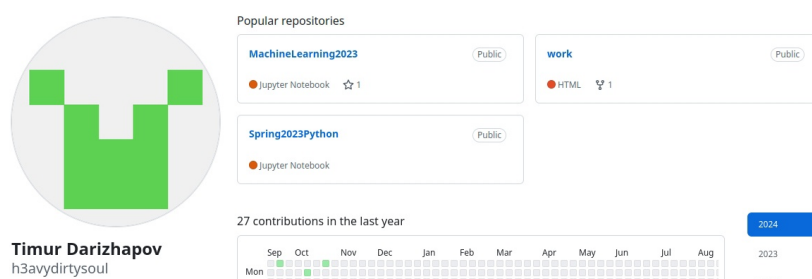 Popular repositories
MachineLearning2023 Public
Jupyter Notebook 1
work Public
HTML 1
Spring2023Python Public
Jupyter Notebook
27 contributions in the last year
2024
Sep Oct Nov Dec Jan Feb Mar Apr May Jun Jul Aug
Mon
2023
Timur Darizhapov
h3avydirtysoul